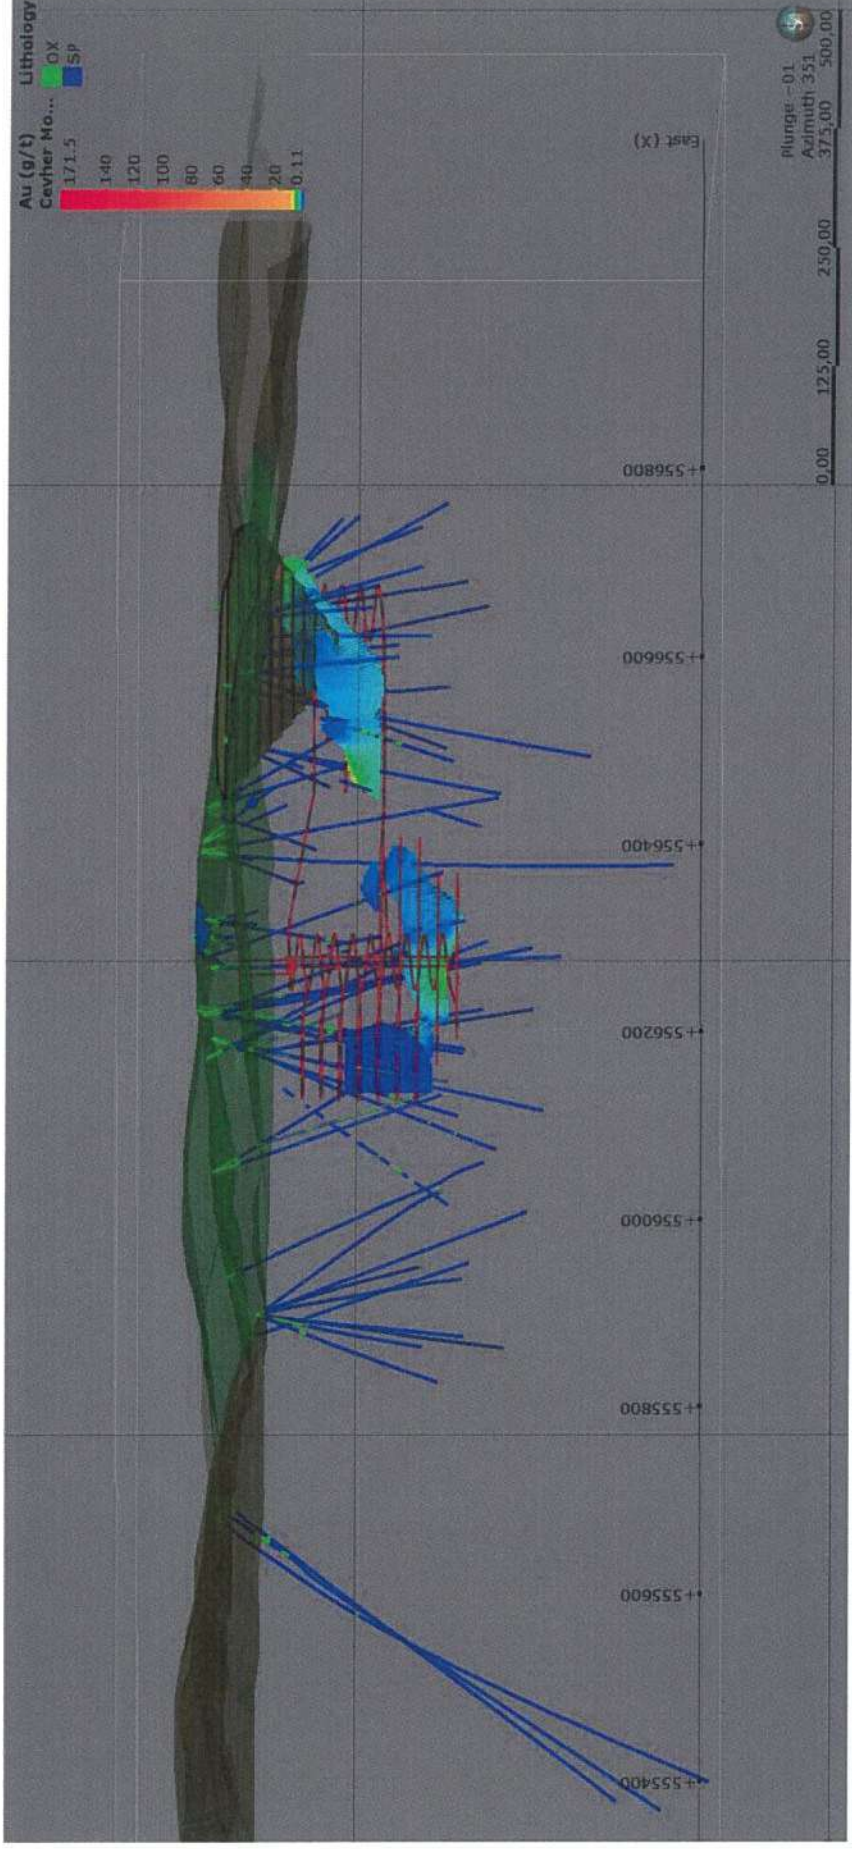 Au (g/t)
Cevher Mo...
171.5
140
120
100
80
60
40
20
0.11
Lithology
OX
SP
East (X)
+556800
+556600
+556400
+556200
+556000
+555800
+555600
+555400
Plunge -01
Azimuth 351
0,00 125,00 250,00 375,00 500,00